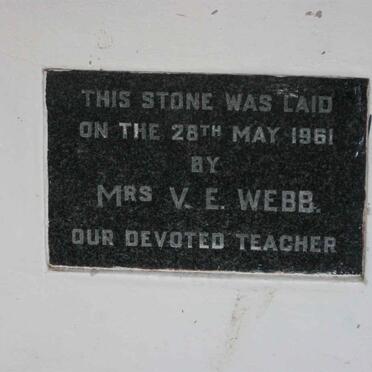 THIS STONE WAS LAID
ON THE 28TH MAY 1961
BY
MRS V. E. WEBB.
OUR DEVOTED TEACHER